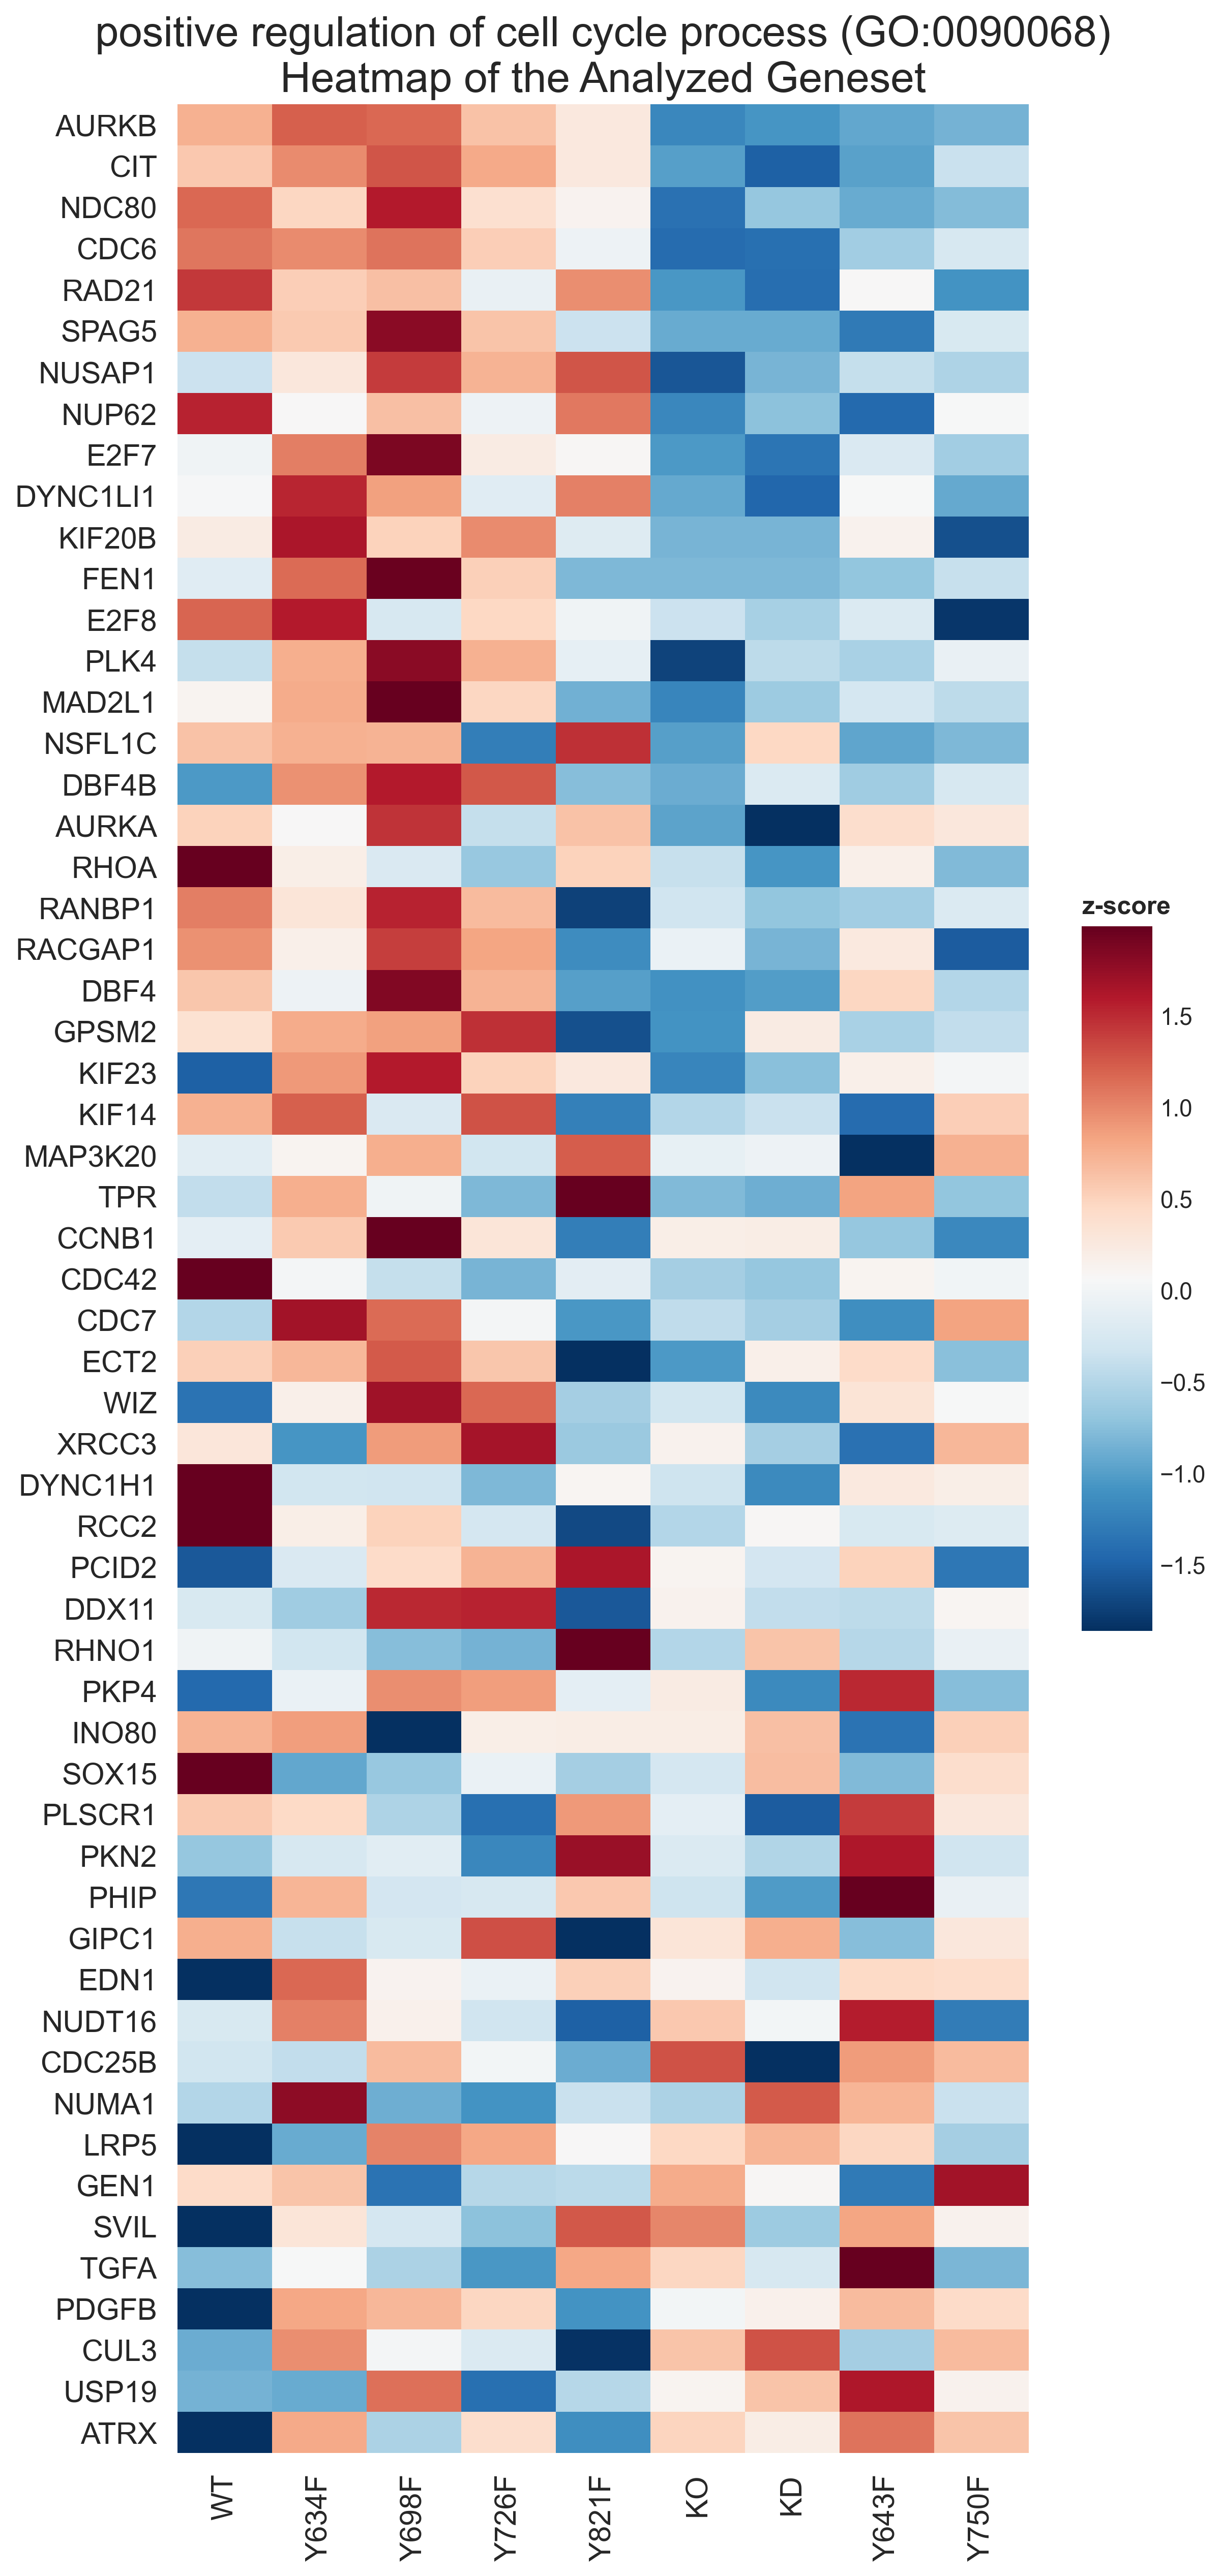 positive regulation of cell cycle process (GO:0090068)
Heatmap of the Analyzed Geneset
AURKB
CIT
NDC80
CDC6
RAD21
SPAG5
NUSAP1
NUP62
E2F7
DYNC1LI1
KIF20B
FEN1
E2F8
PLK4
MAD2L1
NSFL1C
DBF4B
AURKA
RHOA
RANBP1
RACGAP1
DBF4
GPSM2
KIF23
KIF14
MAP3K20
TPR
CCNB1
CDC42
CDC7
ECT2
WIZ
XRCC3
DYNC1H1
RCC2
PCID2
DDX11
RHNO1
PKP4
INO80
SOX15
PLSCR1
PKN2
PHIP
GIPC1
EDN1
NUDT16
CDC25B
NUMA1
LRP5
GEN1
SVIL
TGFA
PDGFB
CUL3
USP19
ATRX
WT
Y634F
Y698F
Y726F
Y821F
KO
KD
Y643F
Y750F
z-score
1.5
1.0
0.5
0.0
−0.5
−1.0
−1.5